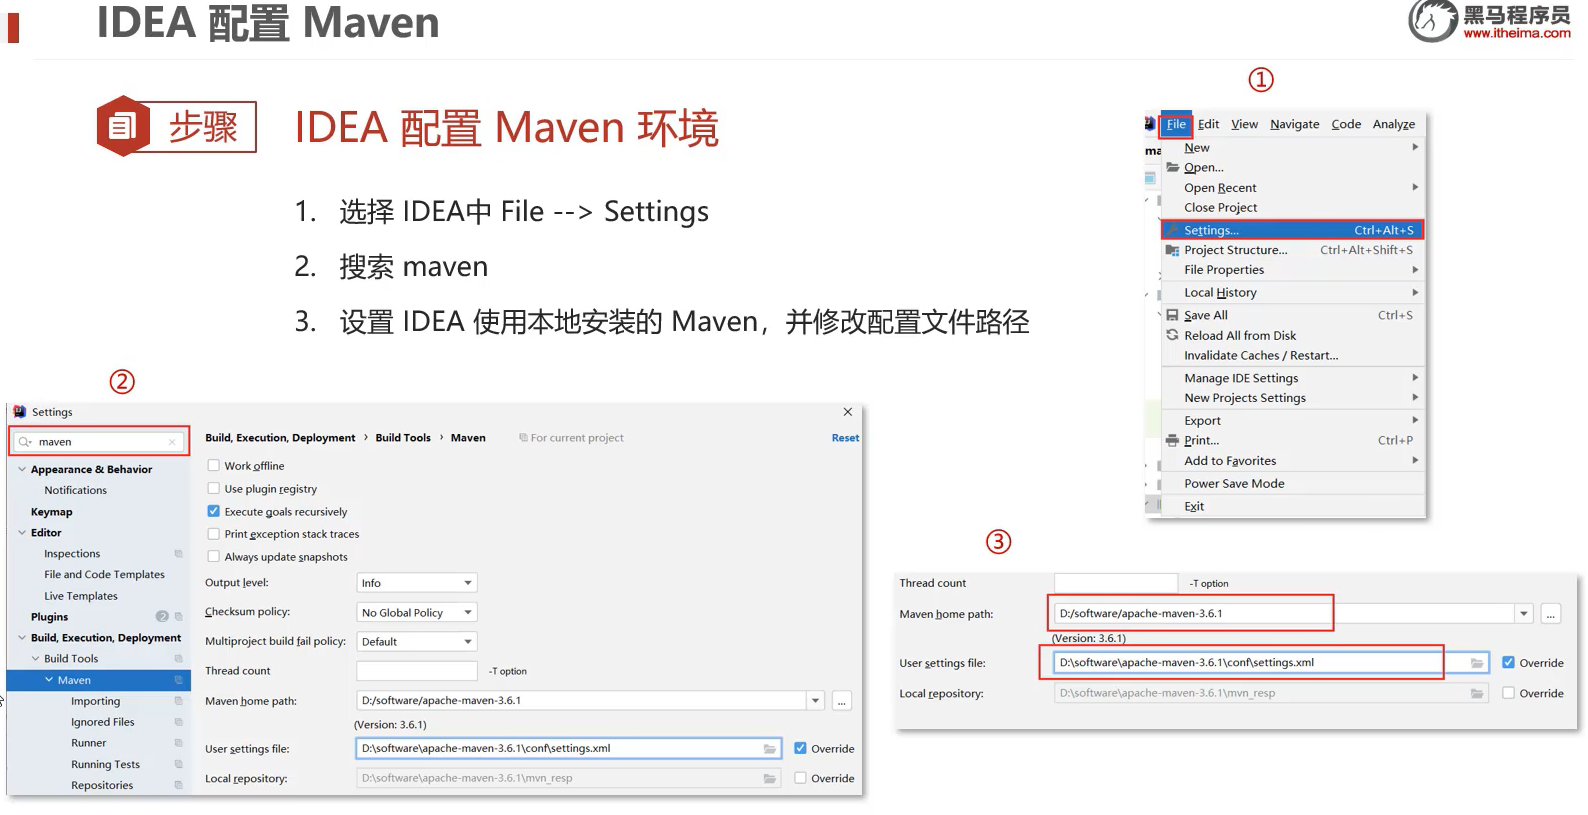 IDEA 配置 Maven
黑马程序员
www.itheima.com
步骤
IDEA 配置 Maven 环境
1. 选择 IDEA中 File --> Settings
2. 搜索 maven
3. 设置 IDEA 使用本地安装的 Maven，并修改配置文件路径
①
File Edit View Navigate Code Analyze
ma
New
Open...
Open Recent
Close Project
Settings... Ctrl+Alt+S
Project Structure... Ctrl+Alt+Shift+S
File Properties
Local History
Save All Ctrl+S
Reload All from Disk
Invalidate Caches / Restart...
Manage IDE Settings
New Projects Settings
Export
Print... Ctrl+P
Add to Favorites
Power Save Mode
Exit
②
Settings
maven
Appearance & Behavior
Notifications
Keymap
Editor
Inspections
File and Code Templates
Live Templates
Plugins 2
Build, Execution, Deployment
Build Tools
Maven
Importing
Ignored Files
Runner
Running Tests
Repositories
Build, Execution, Deployment › Build Tools › Maven For current project Reset
Work offline
Use plugin registry
Execute goals recursively
Print exception stack traces
Always update snapshots
Output level: Info
Checksum policy: No Global Policy
Multiproject build fail policy: Default
Thread count -T option
Maven home path: D:/software/apache-maven-3.6.1 ...
(Version: 3.6.1)
User settings file: D:\software\apache-maven-3.6.1\conf\settings.xml Override
Local repository: D:\software\apache-maven-3.6.1\mvn_resp Override
③
Thread count -T option
Maven home path: D:/software/apache-maven-3.6.1 ...
(Version: 3.6.1)
User settings file: D:\software\apache-maven-3.6.1\conf\settings.xml Override
Local repository: D:\software\apache-maven-3.6.1\mvn_resp Override